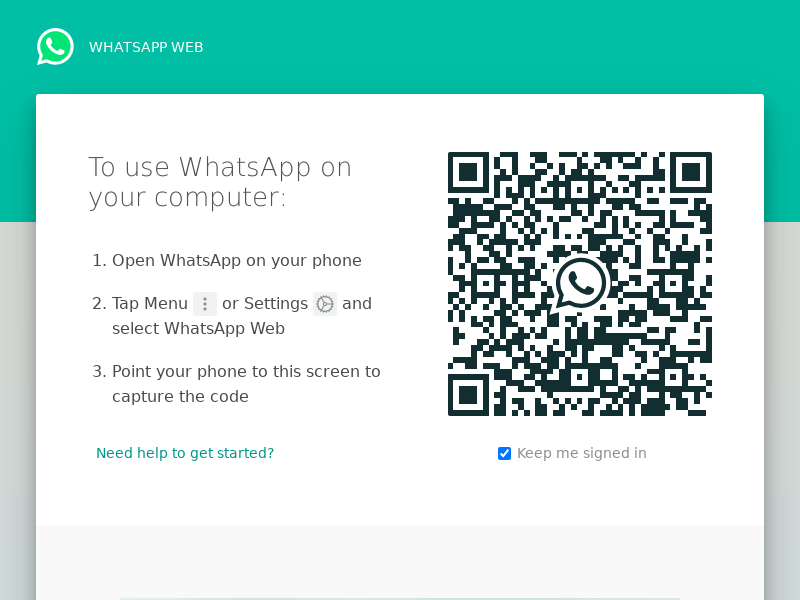 WHATSAPP WEB
To use WhatsApp on
your computer:
1. Open WhatsApp on your phone
2. Tap Menu or Settings and
select WhatsApp Web
3. Point your phone to this screen to
capture the code
Need help to get started?
Keep me signed in